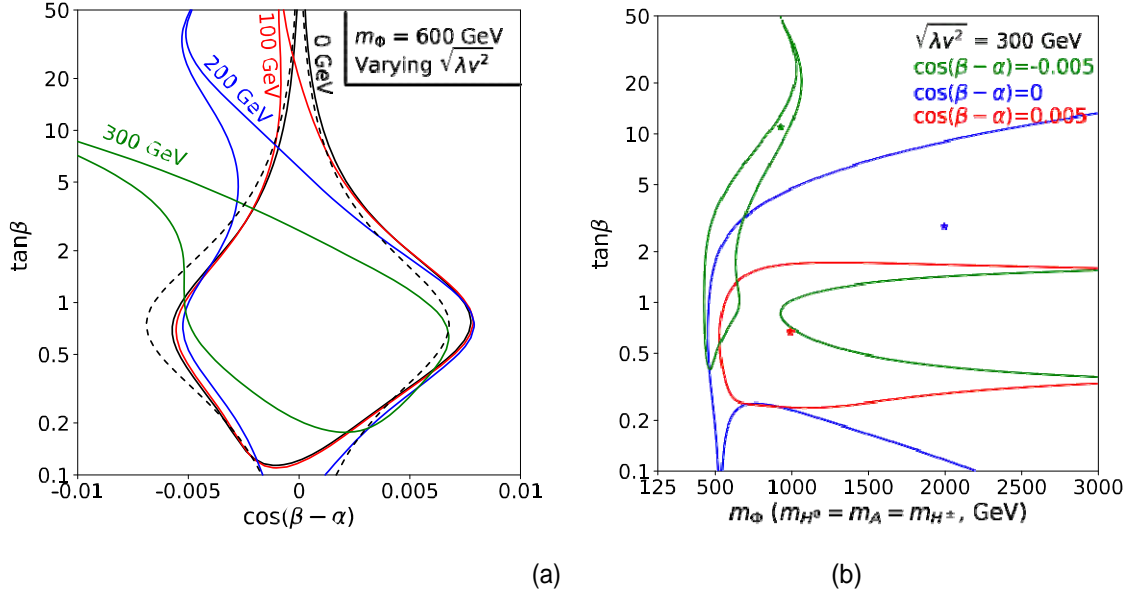 50
20
10
5
2
1
0.5
0.2
0.1
tanβ
-0.01
-0.005
0
0.005
0.01
cos(β − α)
m_Φ = 600 GeV
Varying √λv²
0 GeV
100 GeV
200 GeV
300 GeV
(a)
50
20
10
5
2
1
0.5
0.2
0.1
tanβ
125
500
1000
1500
2000
2500
3000
m_Φ (m_H⁰ = m_A = m_H±, GeV)
√λv² = 300 GeV
cos(β − α)=-0.005
cos(β − α)=0
cos(β − α)=0.005
(b)